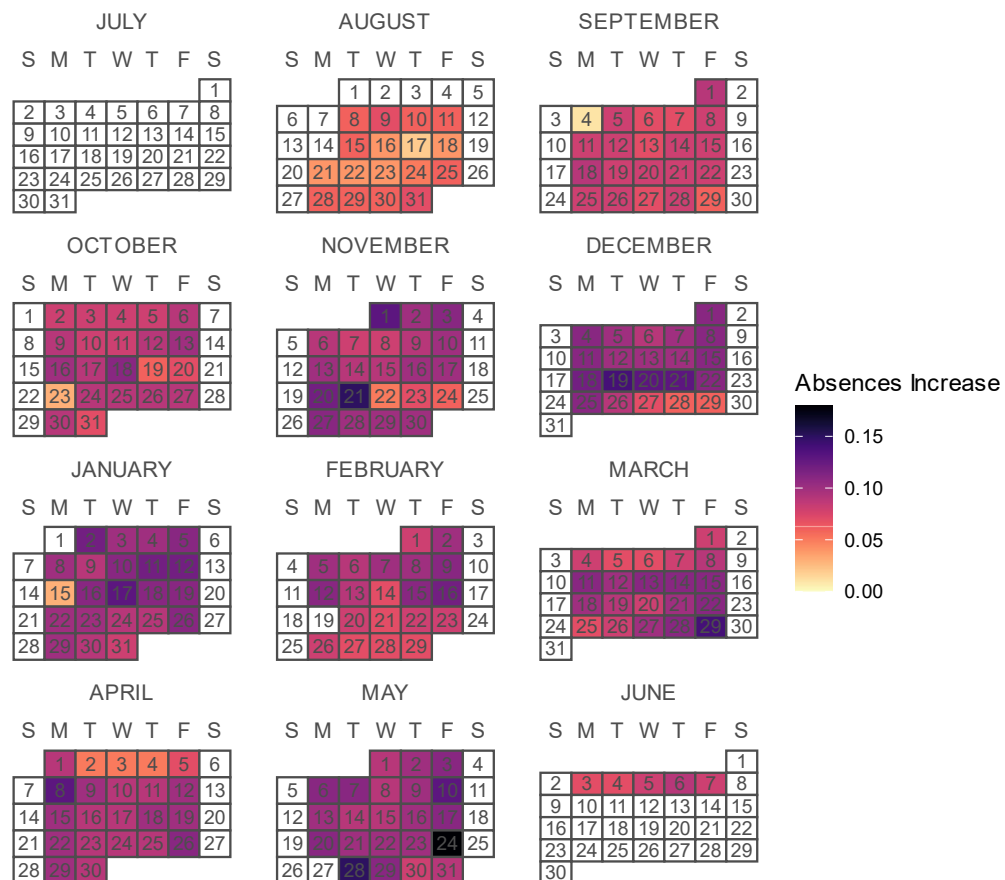 JULY
S M T W T F S
1
2 3 4 5 6 7 8
9 10 11 12 13 14 15
16 17 18 19 20 21 22
23 24 25 26 27 28 29
30 31
AUGUST
S M T W T F S
1 2 3 4 5
6 7 8 9 10 11 12
13 14 15 16 17 18 19
20 21 22 23 24 25 26
27 28 29 30 31
SEPTEMBER
S M T W T F S
1 2
3 4 5 6 7 8 9
10 11 12 13 14 15 16
17 18 19 20 21 22 23
24 25 26 27 28 29 30
OCTOBER
S M T W T F S
1 2 3 4 5 6 7
8 9 10 11 12 13 14
15 16 17 18 19 20 21
22 23 24 25 26 27 28
29 30 31
NOVEMBER
S M T W T F S
1 2 3 4
5 6 7 8 9 10 11
12 13 14 15 16 17 18
19 20 21 22 23 24 25
26 27 28 29 30
DECEMBER
S M T W T F S
1 2
3 4 5 6 7 8 9
10 11 12 13 14 15 16
17 18 19 20 21 22 23
24 25 26 27 28 29 30
31
JANUARY
S M T W T F S
1 2 3 4 5 6
7 8 9 10 11 12 13
14 15 16 17 18 19 20
21 22 23 24 25 26 27
28 29 30 31
FEBRUARY
S M T W T F S
1 2 3
4 5 6 7 8 9 10
11 12 13 14 15 16 17
18 19 20 21 22 23 24
25 26 27 28 29
MARCH
S M T W T F S
1 2
3 4 5 6 7 8 9
10 11 12 13 14 15 16
17 18 19 20 21 22 23
24 25 26 27 28 29 30
31
APRIL
S M T W T F S
1 2 3 4 5 6
7 8 9 10 11 12 13
14 15 16 17 18 19 20
21 22 23 24 25 26 27
28 29 30
MAY
S M T W T F S
1 2 3 4
5 6 7 8 9 10 11
12 13 14 15 16 17 18
19 20 21 22 23 24 25
26 27 28 29 30 31
JUNE
S M T W T F S
1
2 3 4 5 6 7 8
9 10 11 12 13 14 15
16 17 18 19 20 21 22
23 24 25 26 27 28 29
30
Absences Increase
0.15
0.10
0.05
0.00